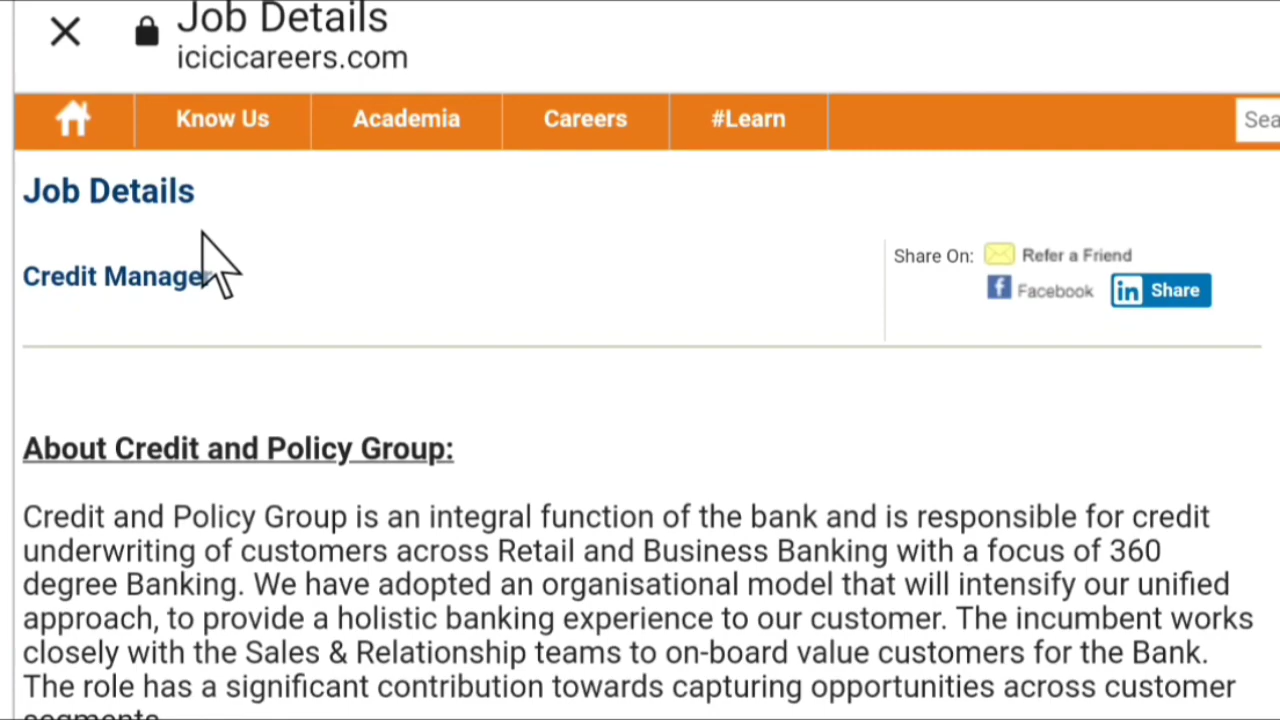 Job Details
icicicareers.com
Know Us
Academia
Careers
#Learn
Job Details
Credit Manager
Share On:
Refer a Friend
Facebook
in Share
About Credit and Policy Group:
Credit and Policy Group is an integral function of the bank and is responsible for credit
underwriting of customers across Retail and Business Banking with a focus of 360
degree Banking. We have adopted an organisational model that will intensify our unified
approach, to provide a holistic banking experience to our customer. The incumbent works
closely with the Sales & Relationship teams to on-board value customers for the Bank.
The role has a significant contribution towards capturing opportunities across customer